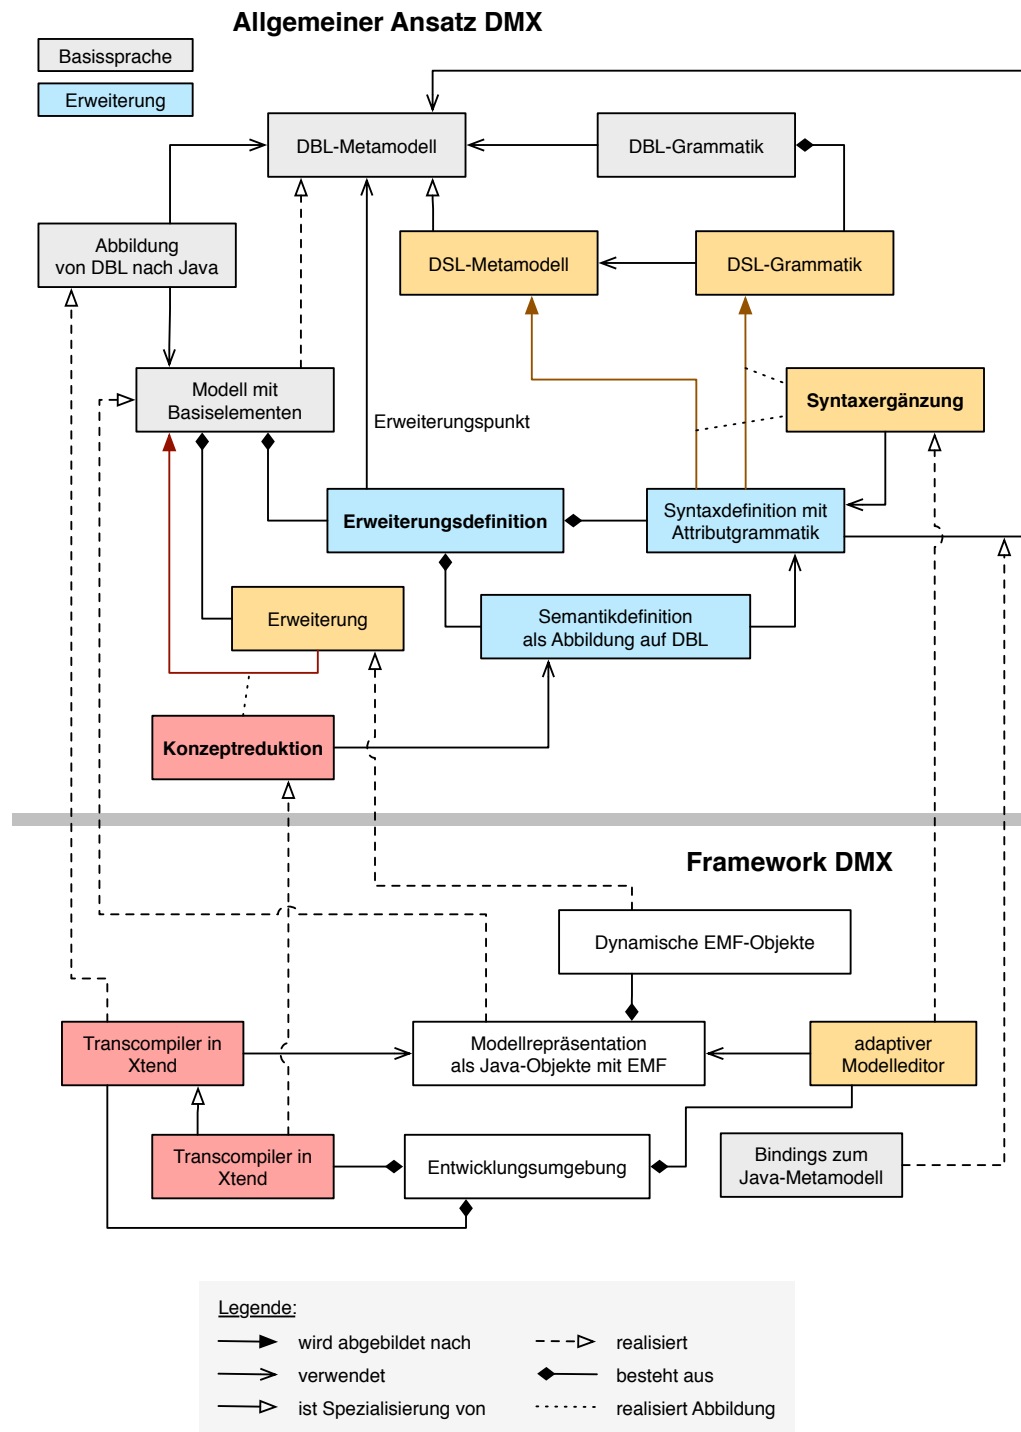 Allgemeiner Ansatz DMX
Basissprache
Erweiterung
DBL-Metamodell
DBL-Grammatik
Abbildung
von DBL nach Java
DSL-Metamodell
DSL-Grammatik
Modell mit
Basiselementen
Syntaxergänzung
Erweiterungspunkt
Erweiterungsdefinition
Syntaxdefinition mit
Attributgrammatik
Erweiterung
Semantikdefinition
als Abbildung auf DBL
Konzeptreduktion
Framework DMX
Dynamische EMF-Objekte
Transcompiler in
Xtend
Modellrepräsentation
als Java-Objekte mit EMF
adaptiver
Modelleditor
Transcompiler in
Xtend
Entwicklungsumgebung
Bindings zum
Java-Metamodell
Legende:
wird abgebildet nach
realisiert
verwendet
besteht aus
ist Spezialisierung von
realisiert Abbildung